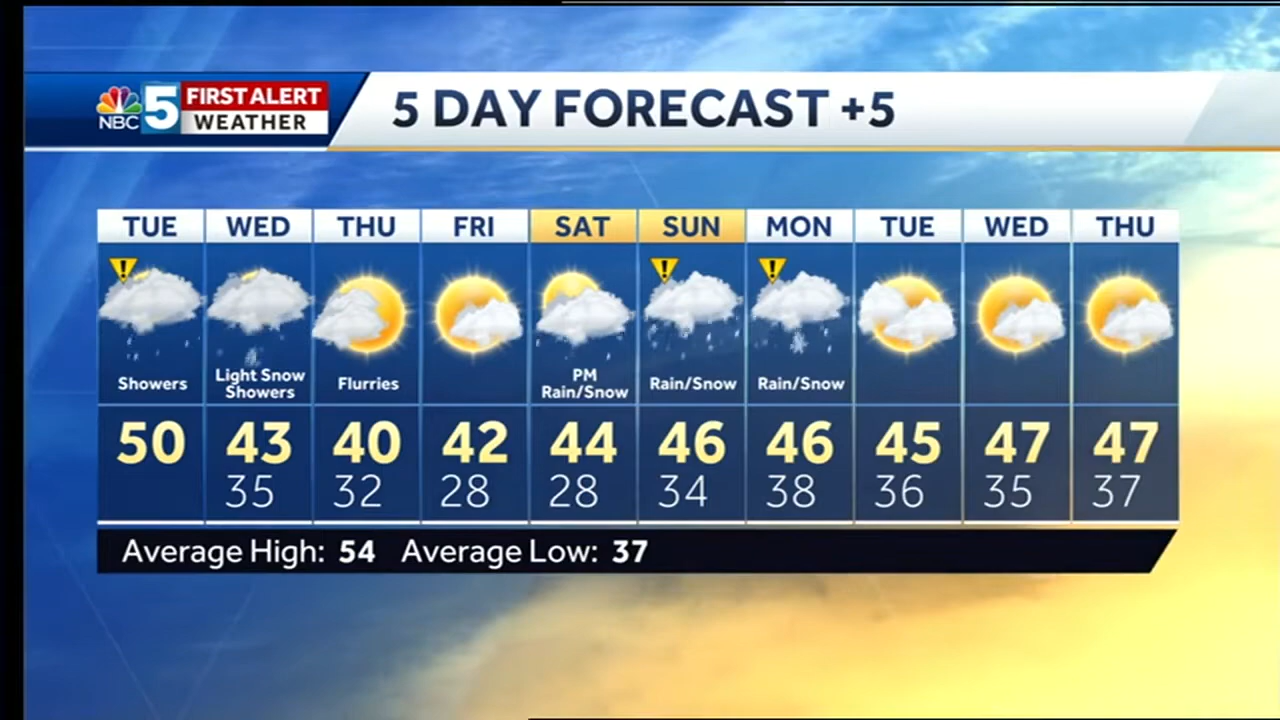 NBC 5 FIRST ALERT WEATHER
5 DAY FORECAST +5
TUE WED THU FRI SAT SUN MON TUE WED THU
! ! !
Showers Light Snow Showers Flurries PM Rain/Snow Rain/Snow Rain/Snow
50 43 40 42 44 46 46 45 47 47
35 32 28 28 34 38 36 35 37
Average High: 54 Average Low: 37